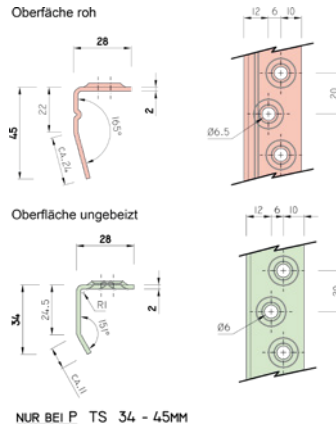 Oberfäche roh
28
12 6 10
45
22
2
165°
CA.24
Ø6.5
20
Oberfläche ungebeizt
28
12 6 10
34
24.5
R1
2
151°
CA.11
Ø6
20
NUR BEI P TS 34 - 45MM